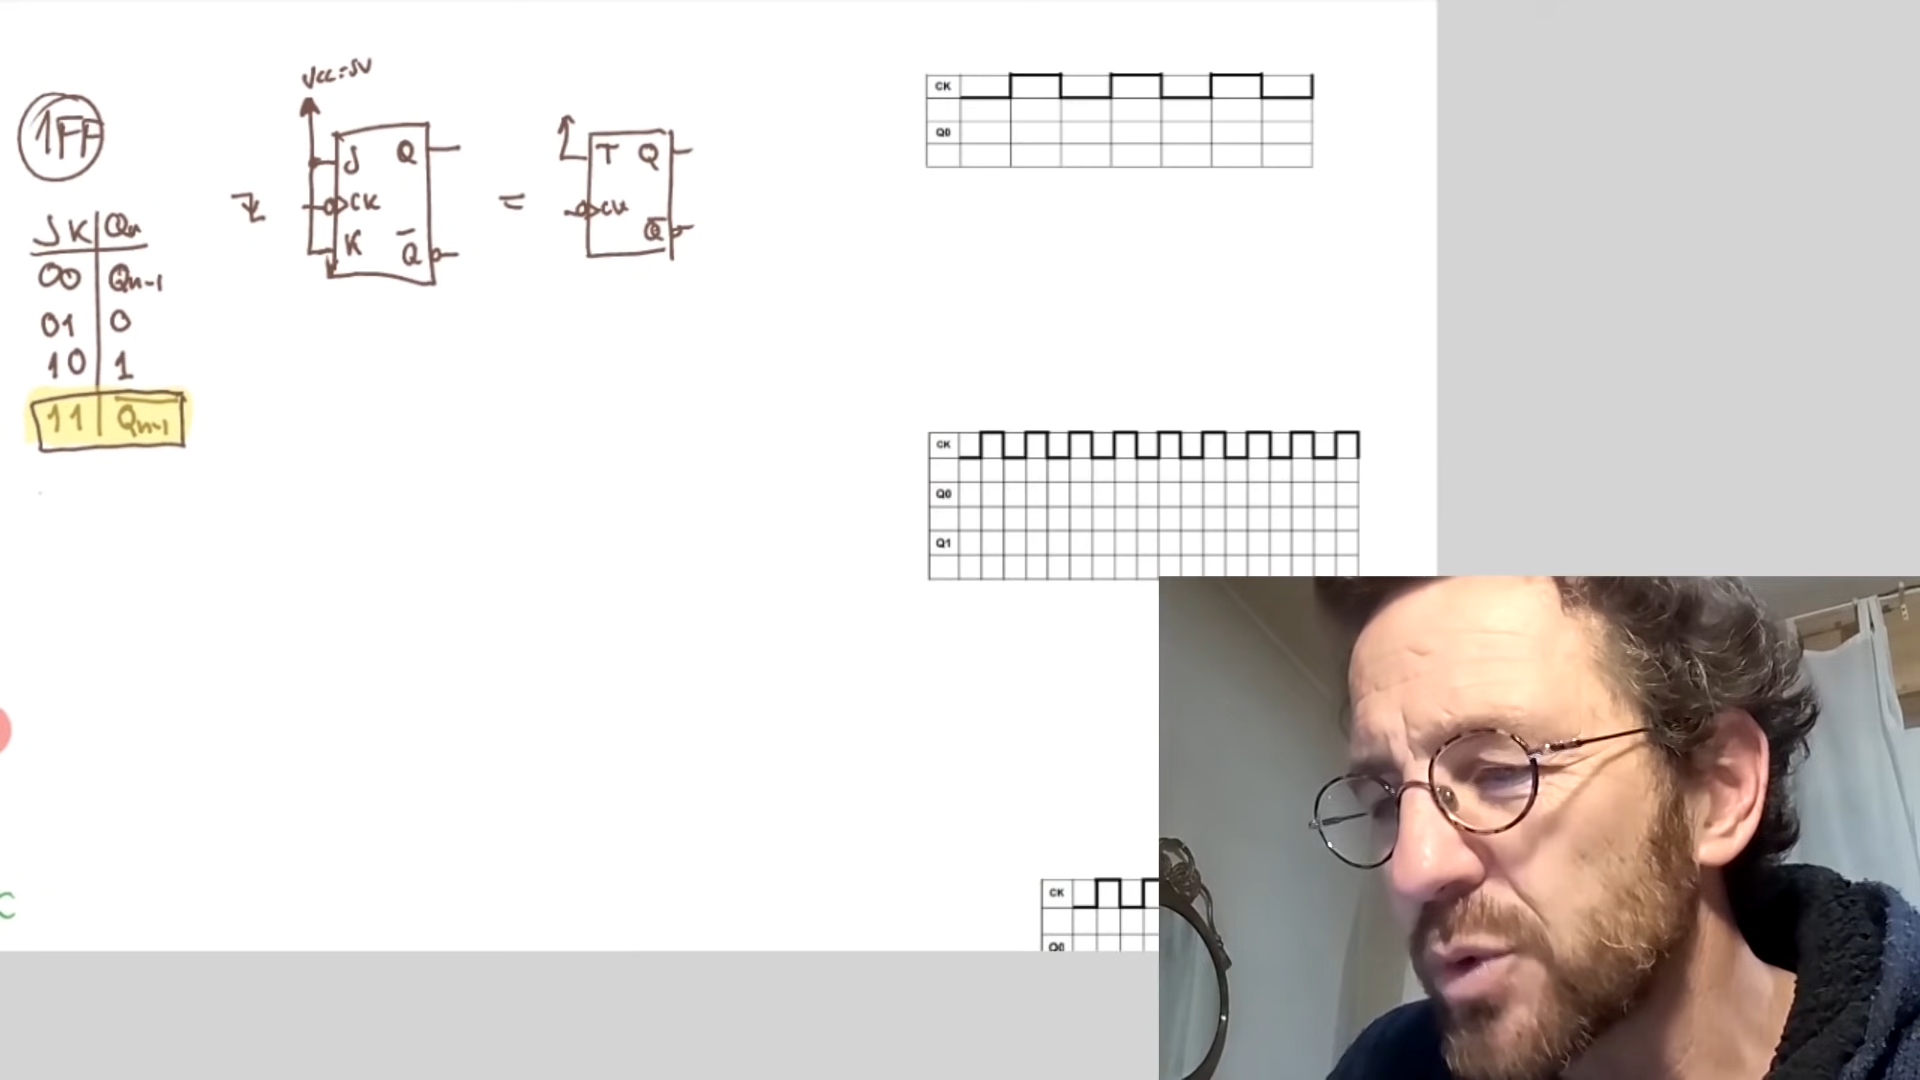 1FF
Vcc=5V
J Q
CK
K Q̅
=
T Q
CK
Q̅
J K Qn
00 Qn-1
01 0
10 1
11 Q̅n-1
CK
Q0
CK
Q0
Q1
CK
Q0
C